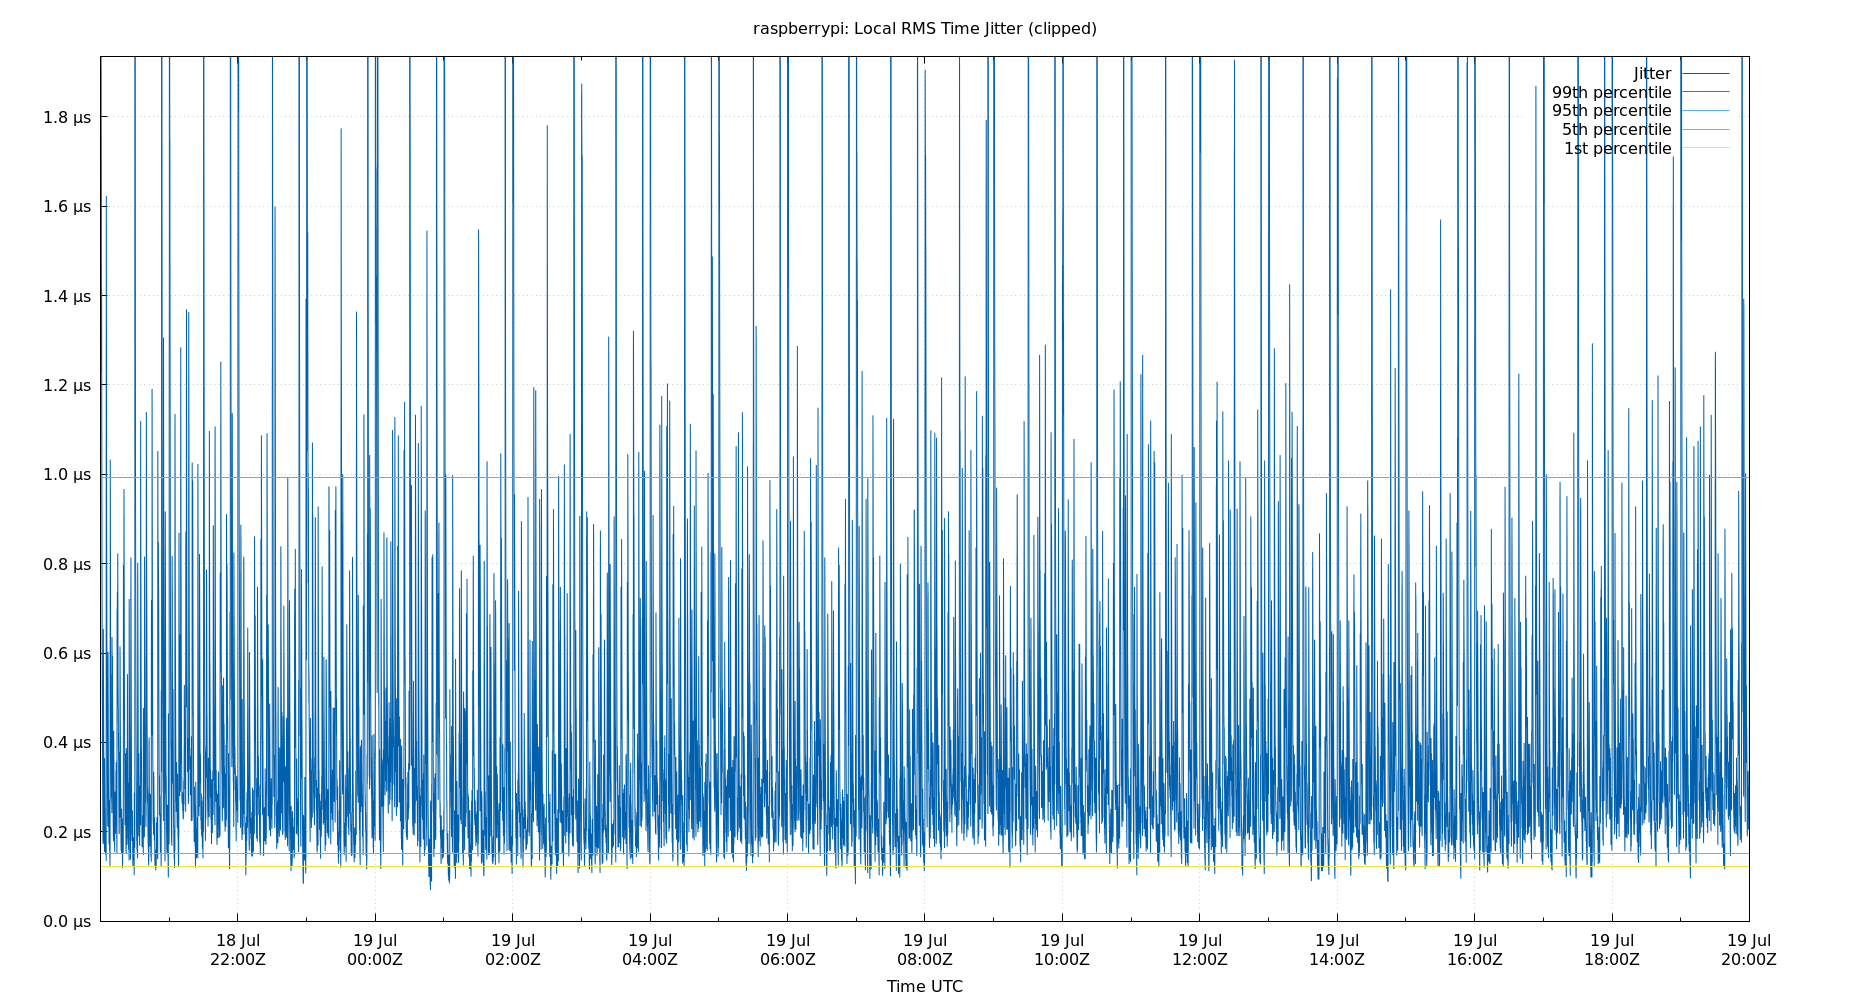 raspberrypi: Local RMS Time Jitter (clipped)
Jitter
99th percentile
95th percentile
5th percentile
1st percentile
1.8 µs
1.6 µs
1.4 µs
1.2 µs
1.0 µs
0.8 µs
0.6 µs
0.4 µs
0.2 µs
0.0 µs
18 Jul 19 Jul 19 Jul 19 Jul 19 Jul 19 Jul 19 Jul 19 Jul 19 Jul 19 Jul 19 Jul 19 Jul
22:00Z 00:00Z 02:00Z 04:00Z 06:00Z 08:00Z 10:00Z 12:00Z 14:00Z 16:00Z 18:00Z 20:00Z
Time UTC